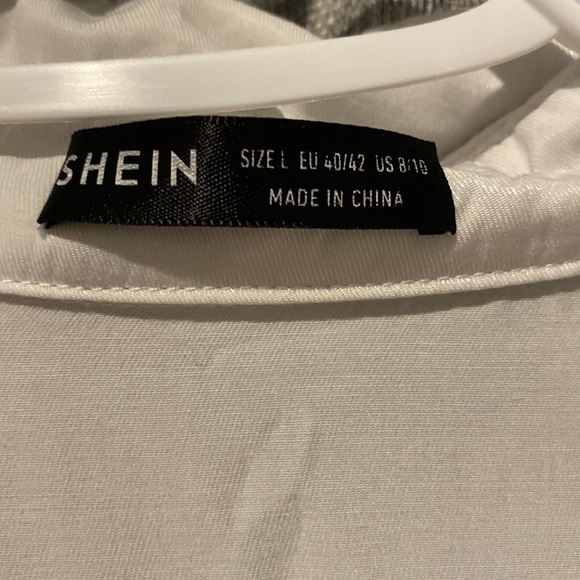 SHEIN
SIZE L EU 40/42 US 8/10
MADE IN CHINA